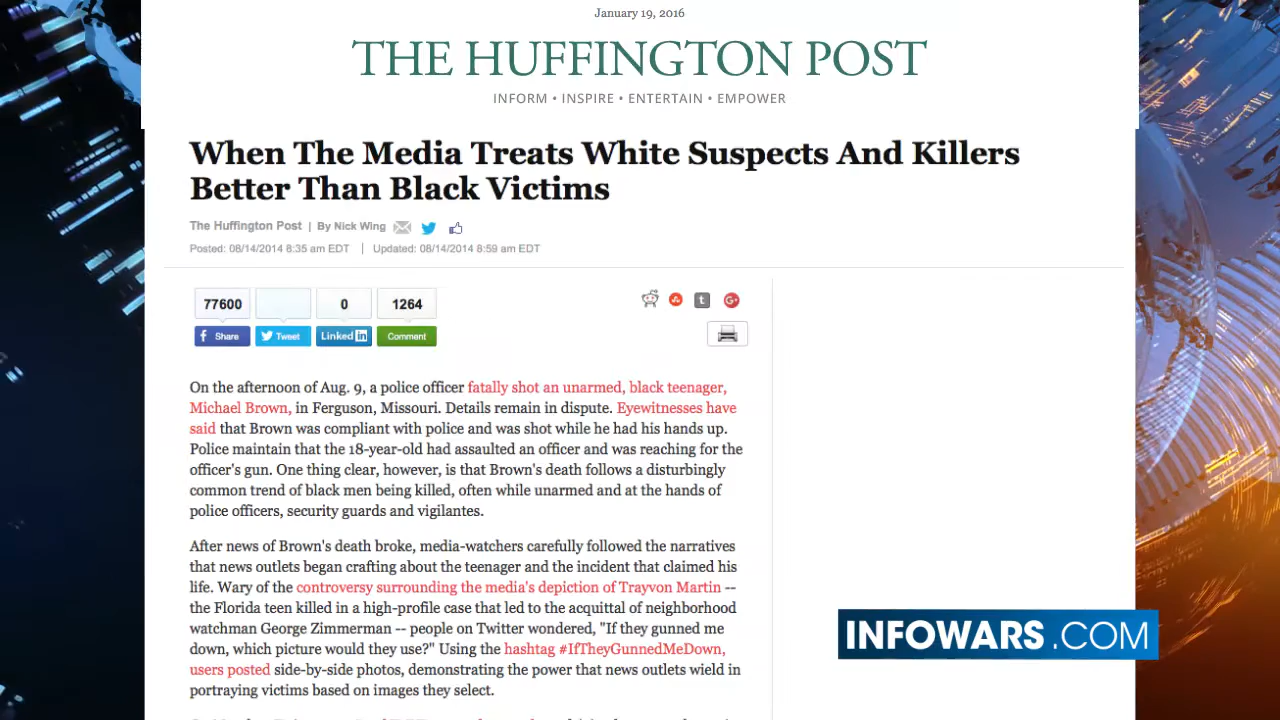 January 19, 2016
THE HUFFINGTON POST
INFORM • INSPIRE • ENTERTAIN • EMPOWER
When The Media Treats White Suspects And Killers
Better Than Black Victims
The Huffington Post | By Nick Wing
Posted: 08/14/2014 8:35 am EDT | Updated: 08/14/2014 8:59 am EDT
77600 0 1264
Share Tweet Linked in Comment
On the afternoon of Aug. 9, a police officer fatally shot an unarmed, black teenager,
Michael Brown, in Ferguson, Missouri. Details remain in dispute. Eyewitnesses have
said that Brown was compliant with police and was shot while he had his hands up.
Police maintain that the 18-year-old had assaulted an officer and was reaching for the
officer's gun. One thing clear, however, is that Brown's death follows a disturbingly
common trend of black men being killed, often while unarmed and at the hands of
police officers, security guards and vigilantes.
After news of Brown's death broke, media-watchers carefully followed the narratives
that news outlets began crafting about the teenager and the incident that claimed his
life. Wary of the controversy surrounding the media's depiction of Trayvon Martin --
the Florida teen killed in a high-profile case that led to the acquittal of neighborhood
watchman George Zimmerman -- people on Twitter wondered, "If they gunned me
down, which picture would they use?" Using the hashtag #IfTheyGunnedMeDown,
users posted side-by-side photos, demonstrating the power that news outlets wield in
portraying victims based on images they select.
INFOWARS.COM